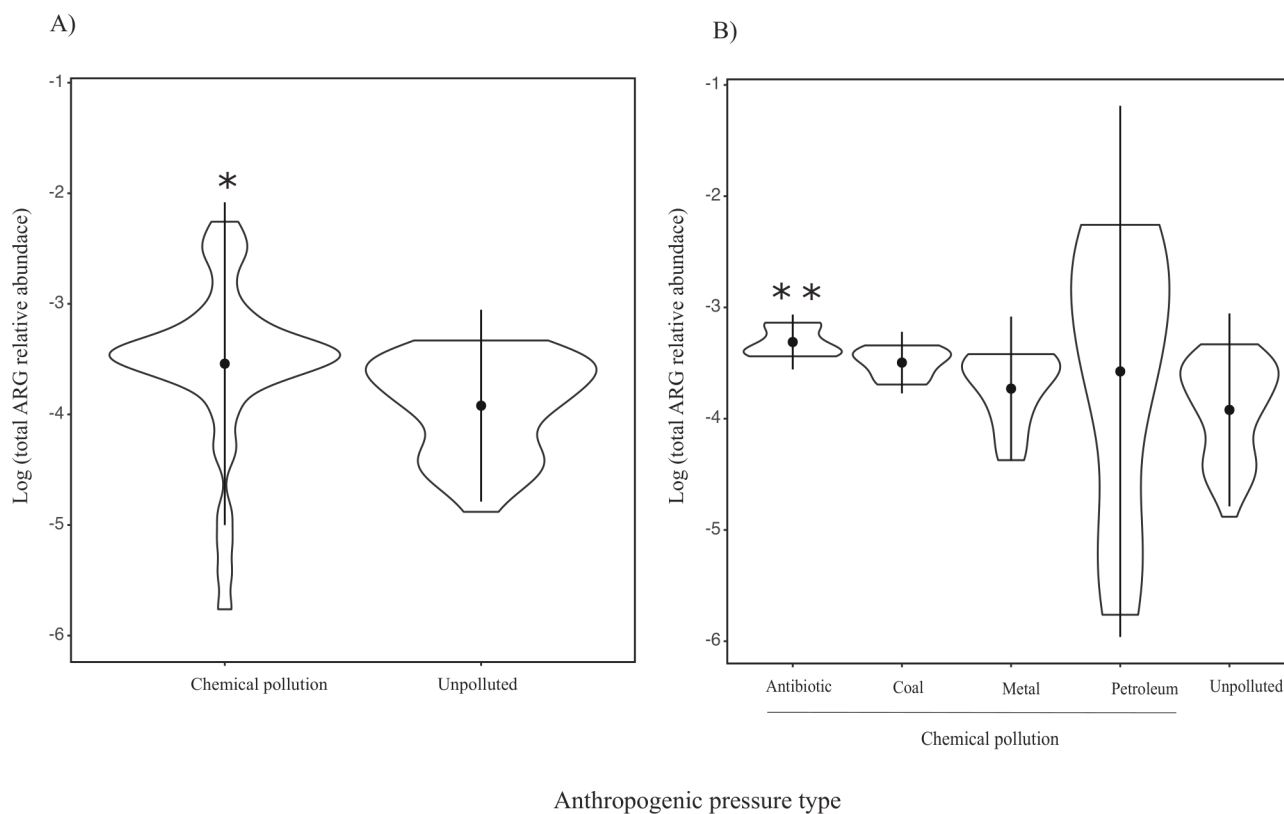 A)
Log (total ARG relative abundace)
-1
-2
-3
-4
-5
-6
*
Chemical pollution
Unpolluted
B)
Log (total ARG relative abundace)
-1
-2
-3
-4
-5
-6
* *
Antibiotic
Coal
Metal
Petroleum
Unpolluted
Chemical pollution
Anthropogenic pressure type